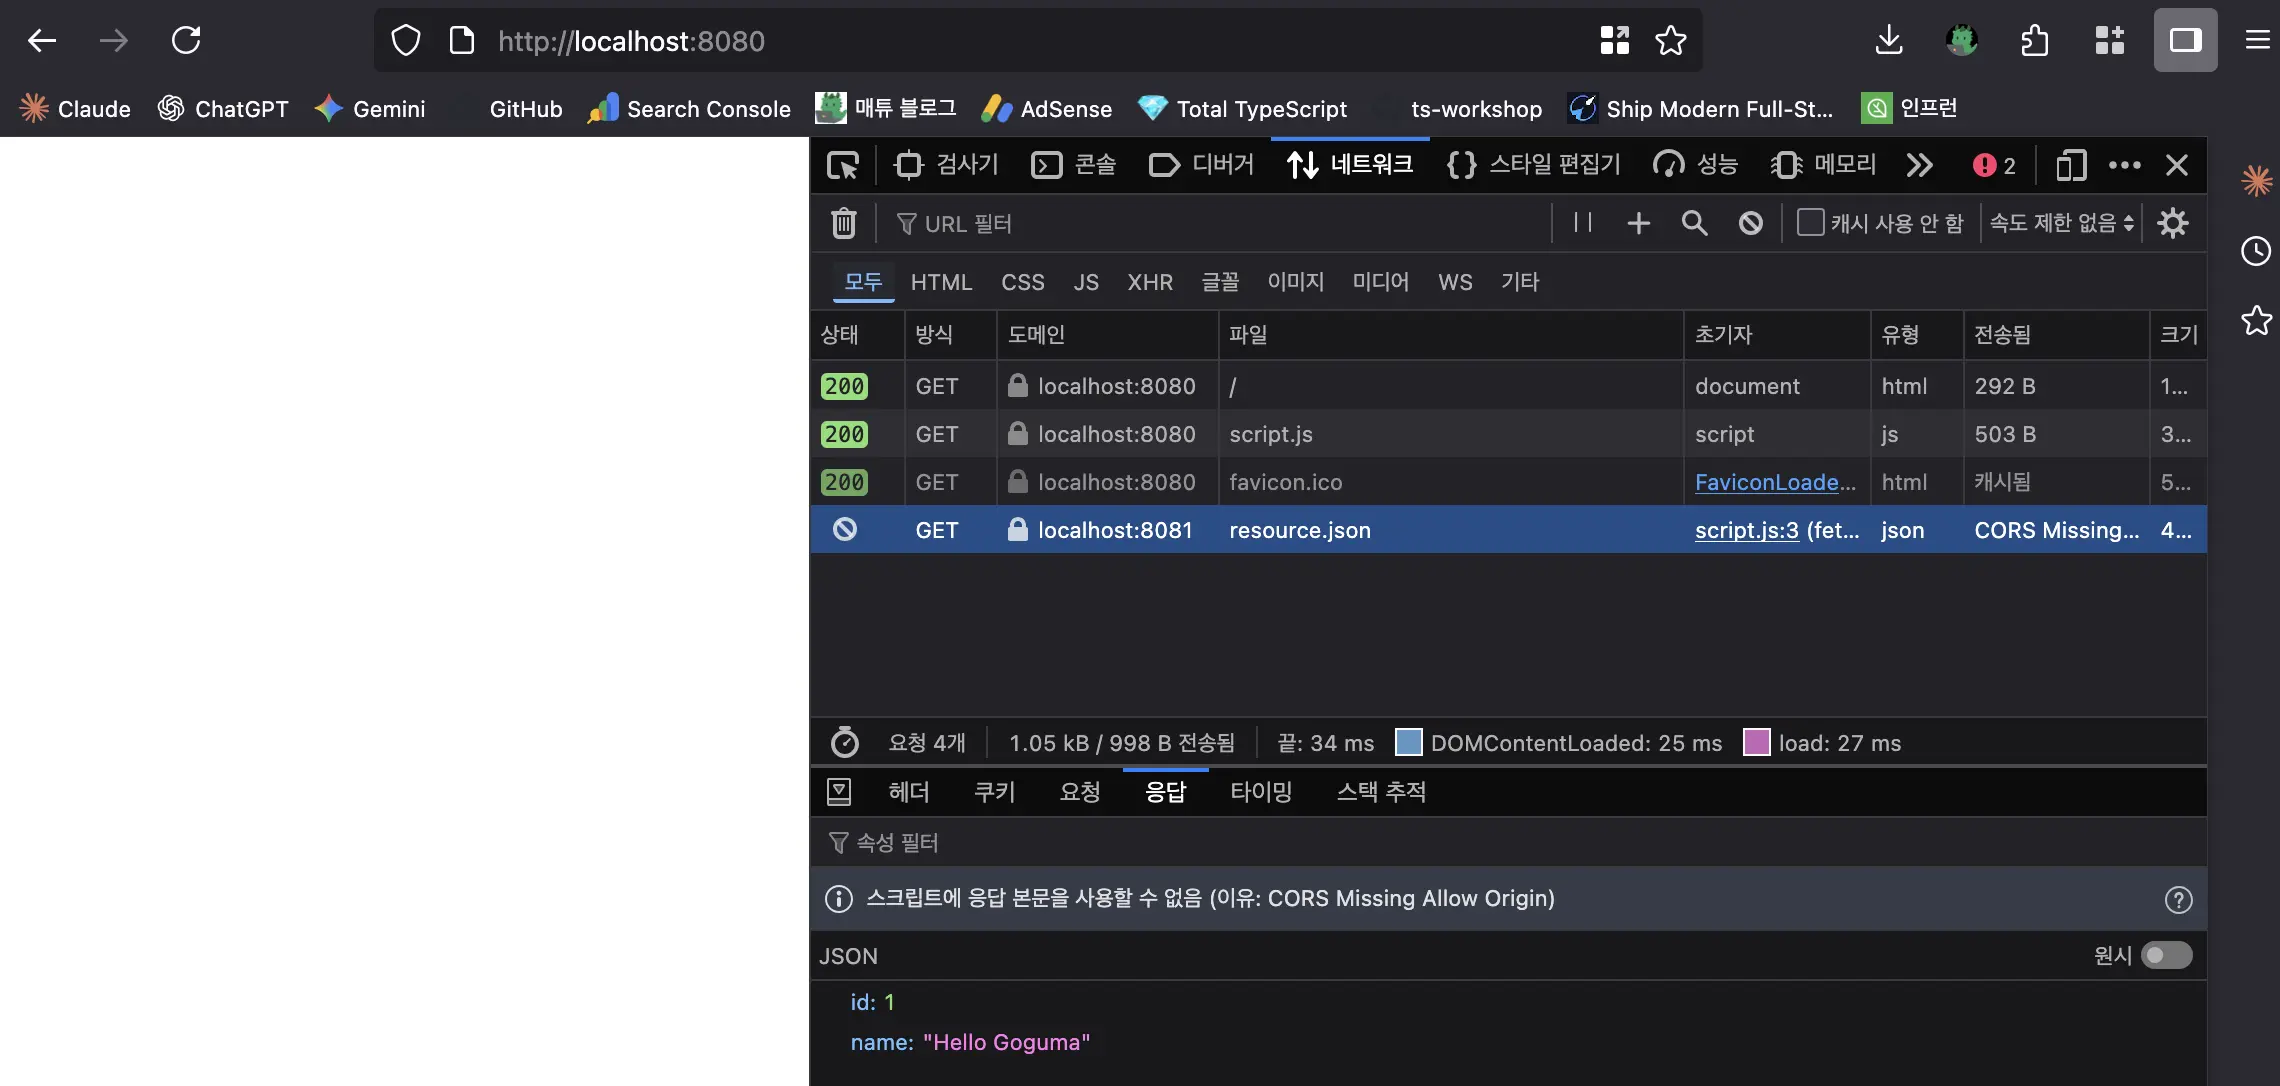 http://localhost:8080
Claude ChatGPT Gemini GitHub Search Console 매튜 블로그 AdSense Total TypeScript ts-workshop Ship Modern Full-St... 인프런
검사기 콘솔 디버거 네트워크 스타일 편집기 성능 메모리 2
URL 필터 캐시 사용 안 함 속도 제한 없음
모두 HTML CSS JS XHR 글꼴 이미지 미디어 WS 기타
상태 방식 도메인 파일 초기자 유형 전송됨 크기
200 GET localhost:8080 / document html 292 B 1...
200 GET localhost:8080 script.js script js 503 B 3...
200 GET localhost:8080 favicon.ico FaviconLoade... html 캐시됨 5...
GET localhost:8081 resource.json script.js:3 (fet... json CORS Missing... 4...
요청 4개 1.05 kB / 998 B 전송됨 끝: 34 ms DOMContentLoaded: 25 ms load: 27 ms
헤더 쿠키 요청 응답 타이밍 스택 추적
속성 필터
스크립트에 응답 본문을 사용할 수 없음 (이유: CORS Missing Allow Origin)
JSON 원시
id: 1
name: "Hello Goguma"